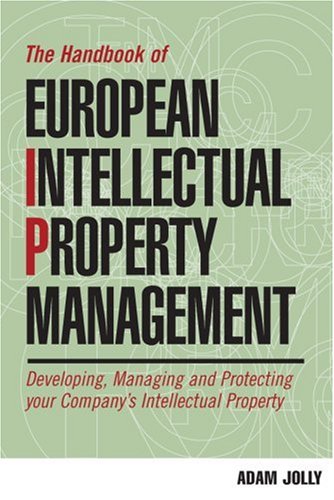 The Handbook of
EUROPEAN
INTELLECTUAL
PROPERTY
MANAGEMENT
Developing, Managing and Protecting
your Company's Intellectual Property
ADAM JOLLY